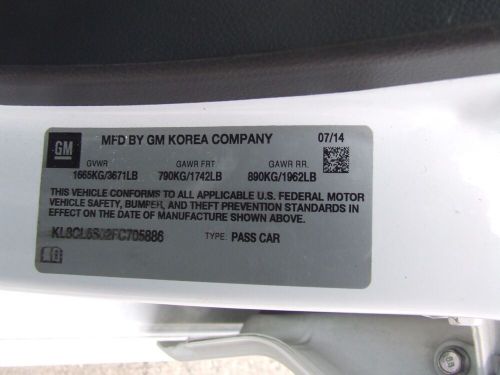 GM
MFD BY GM KOREA COMPANY 07/14
GVWR GAWR FRT GAWR RR.
1665KG/3671LB 790KG/1742LB 890KG/1962LB
THIS VEHICLE CONFORMS TO ALL APPLICABLE U.S. FEDERAL MOTOR
VEHICLE SAFETY, BUMPER, AND THEFT PREVENTION STANDARDS IN
EFFECT ON THE DATE OF MANUFACTURE SHOWN ABOVE.
TYPE: PASS CAR